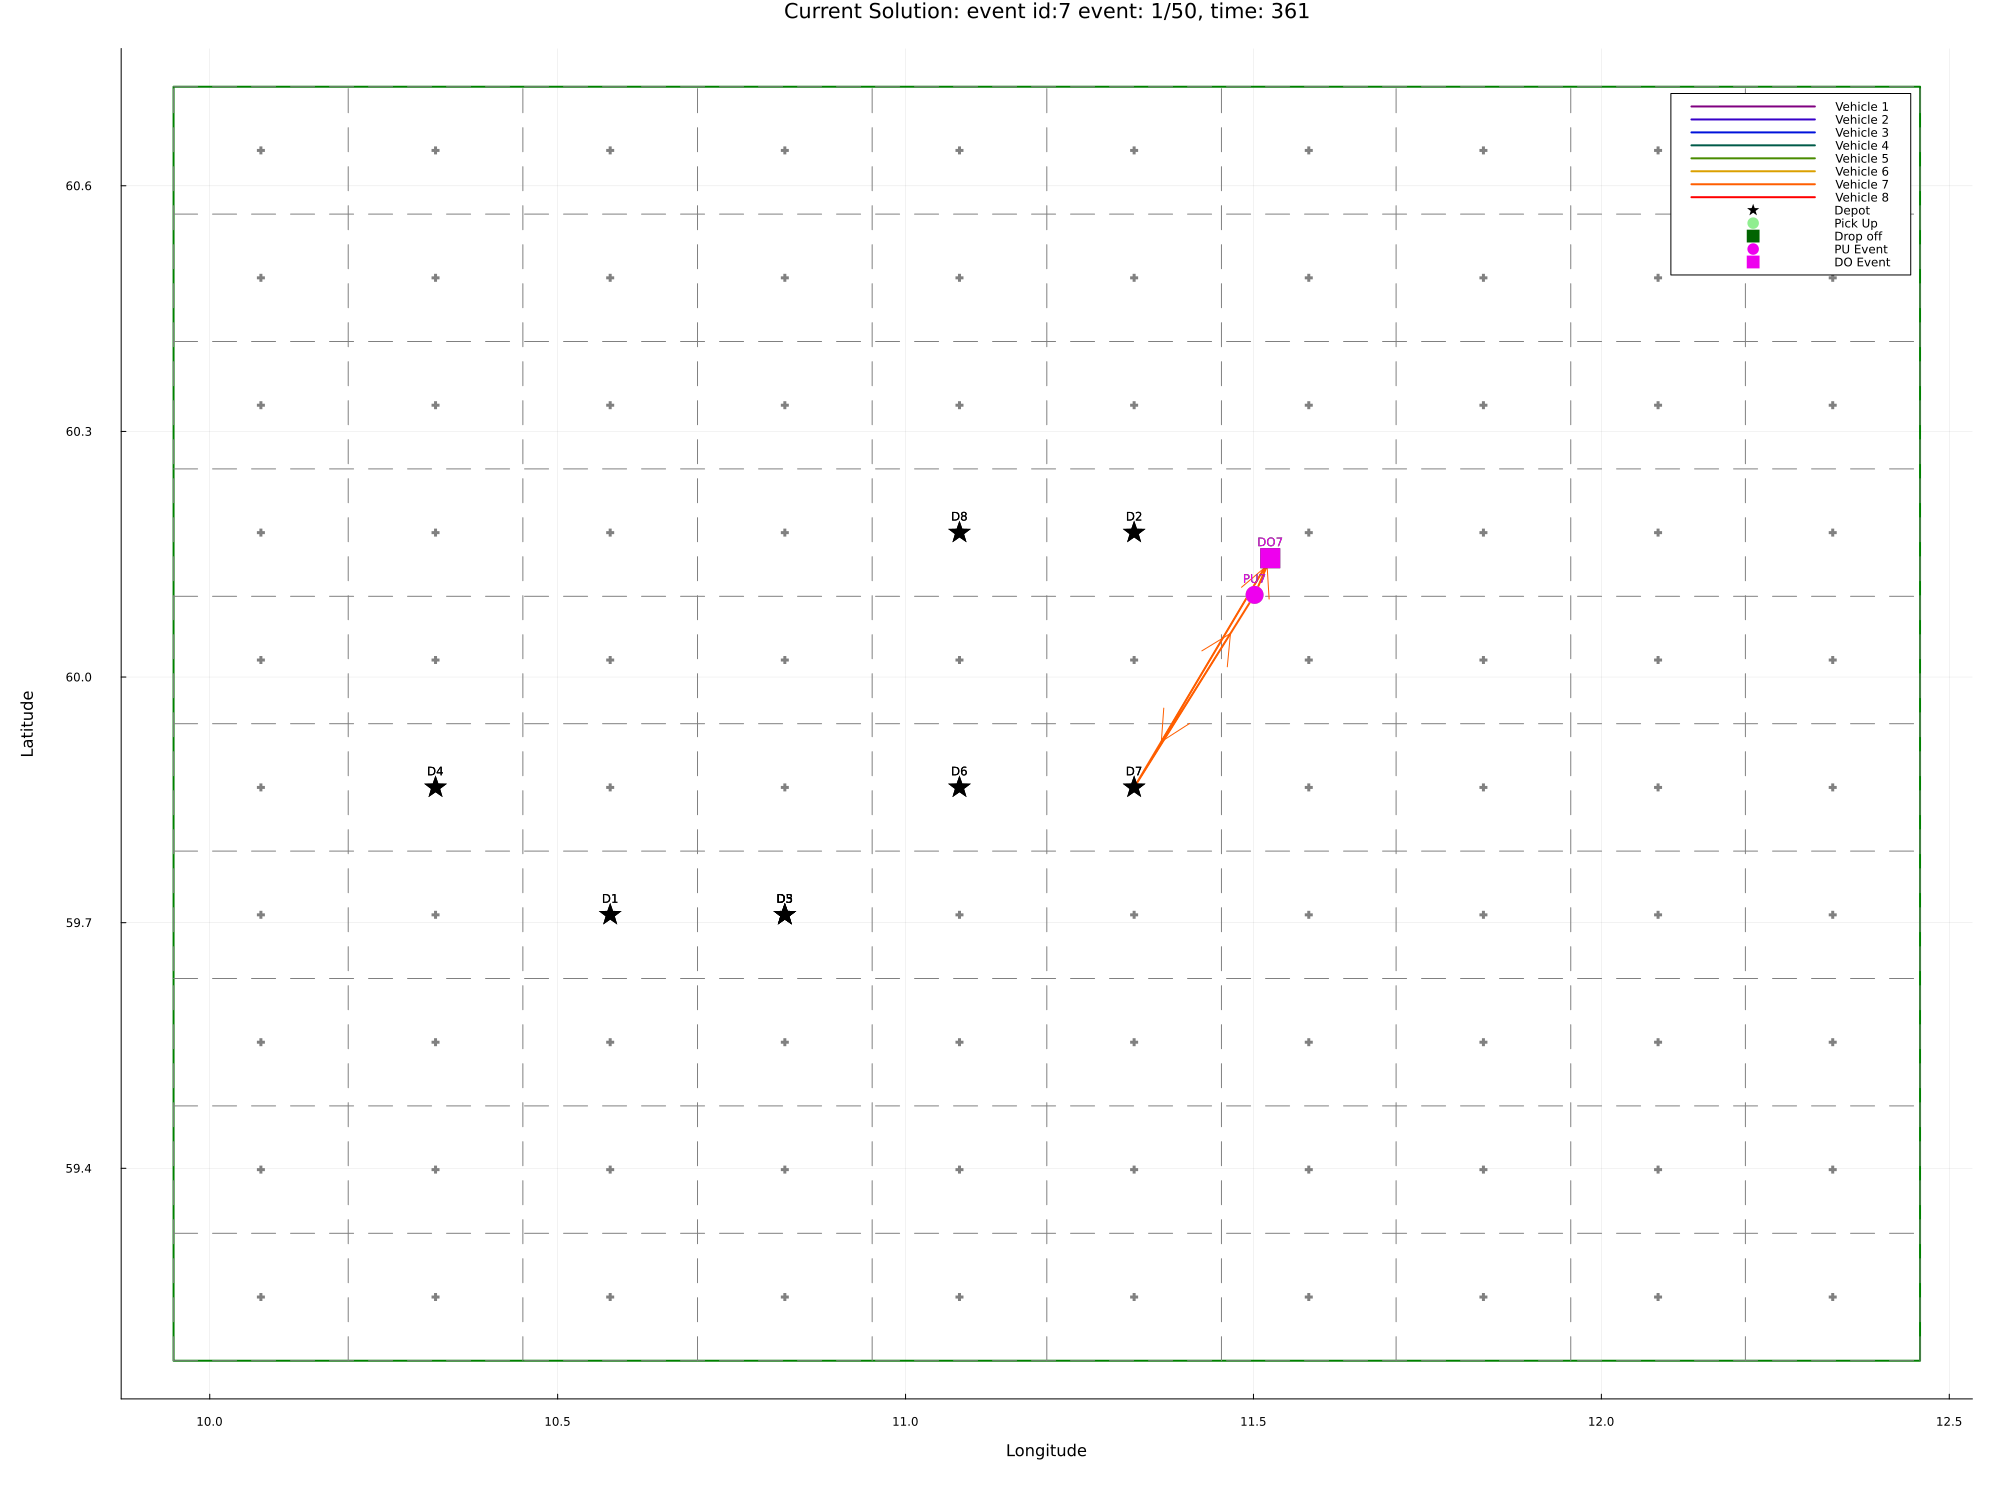 Current Solution: event id:7 event: 1/50, time: 361
Vehicle 1
Vehicle 2
Vehicle 3
Vehicle 4
Vehicle 5
Vehicle 6
Vehicle 7
Vehicle 8
Depot
Pick Up
Drop off
PU Event
DO Event
60.6
60.3
60.0
59.7
59.4
Latitude
D8
D2
DO7
PU7
D4
D6
D7
D1
10.0
10.5
11.0
11.5
12.0
12.5
Longitude